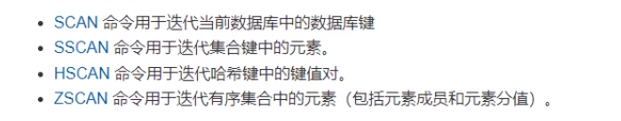 SCAN 命令用于迭代当前数据库中的数据库键
SSCAN 命令用于迭代集合键中的元素。
HSCAN 命令用于迭代哈希键中的键值对。
ZSCAN 命令用于迭代有序集合中的元素（包括元素成员和元素分值）。